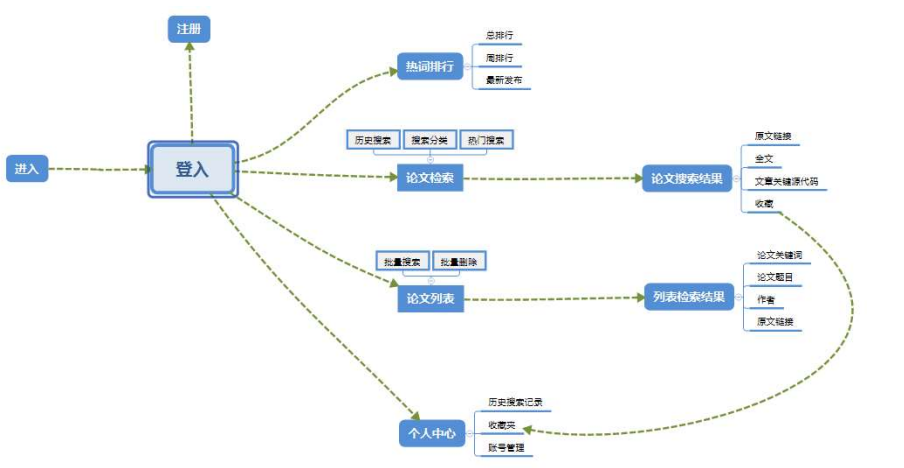 注册
热词排行
总排行
周排行
最新发布
进入
登入
历史搜索
搜索分类
热门搜索
论文检索
论文搜索结果
原文链接
全文
文章关键源代码
收藏
批量搜索
批量删除
论文列表
列表检索结果
论文关键词
论文题目
作者
原文链接
个人中心
历史搜索记录
收藏夹
账号管理